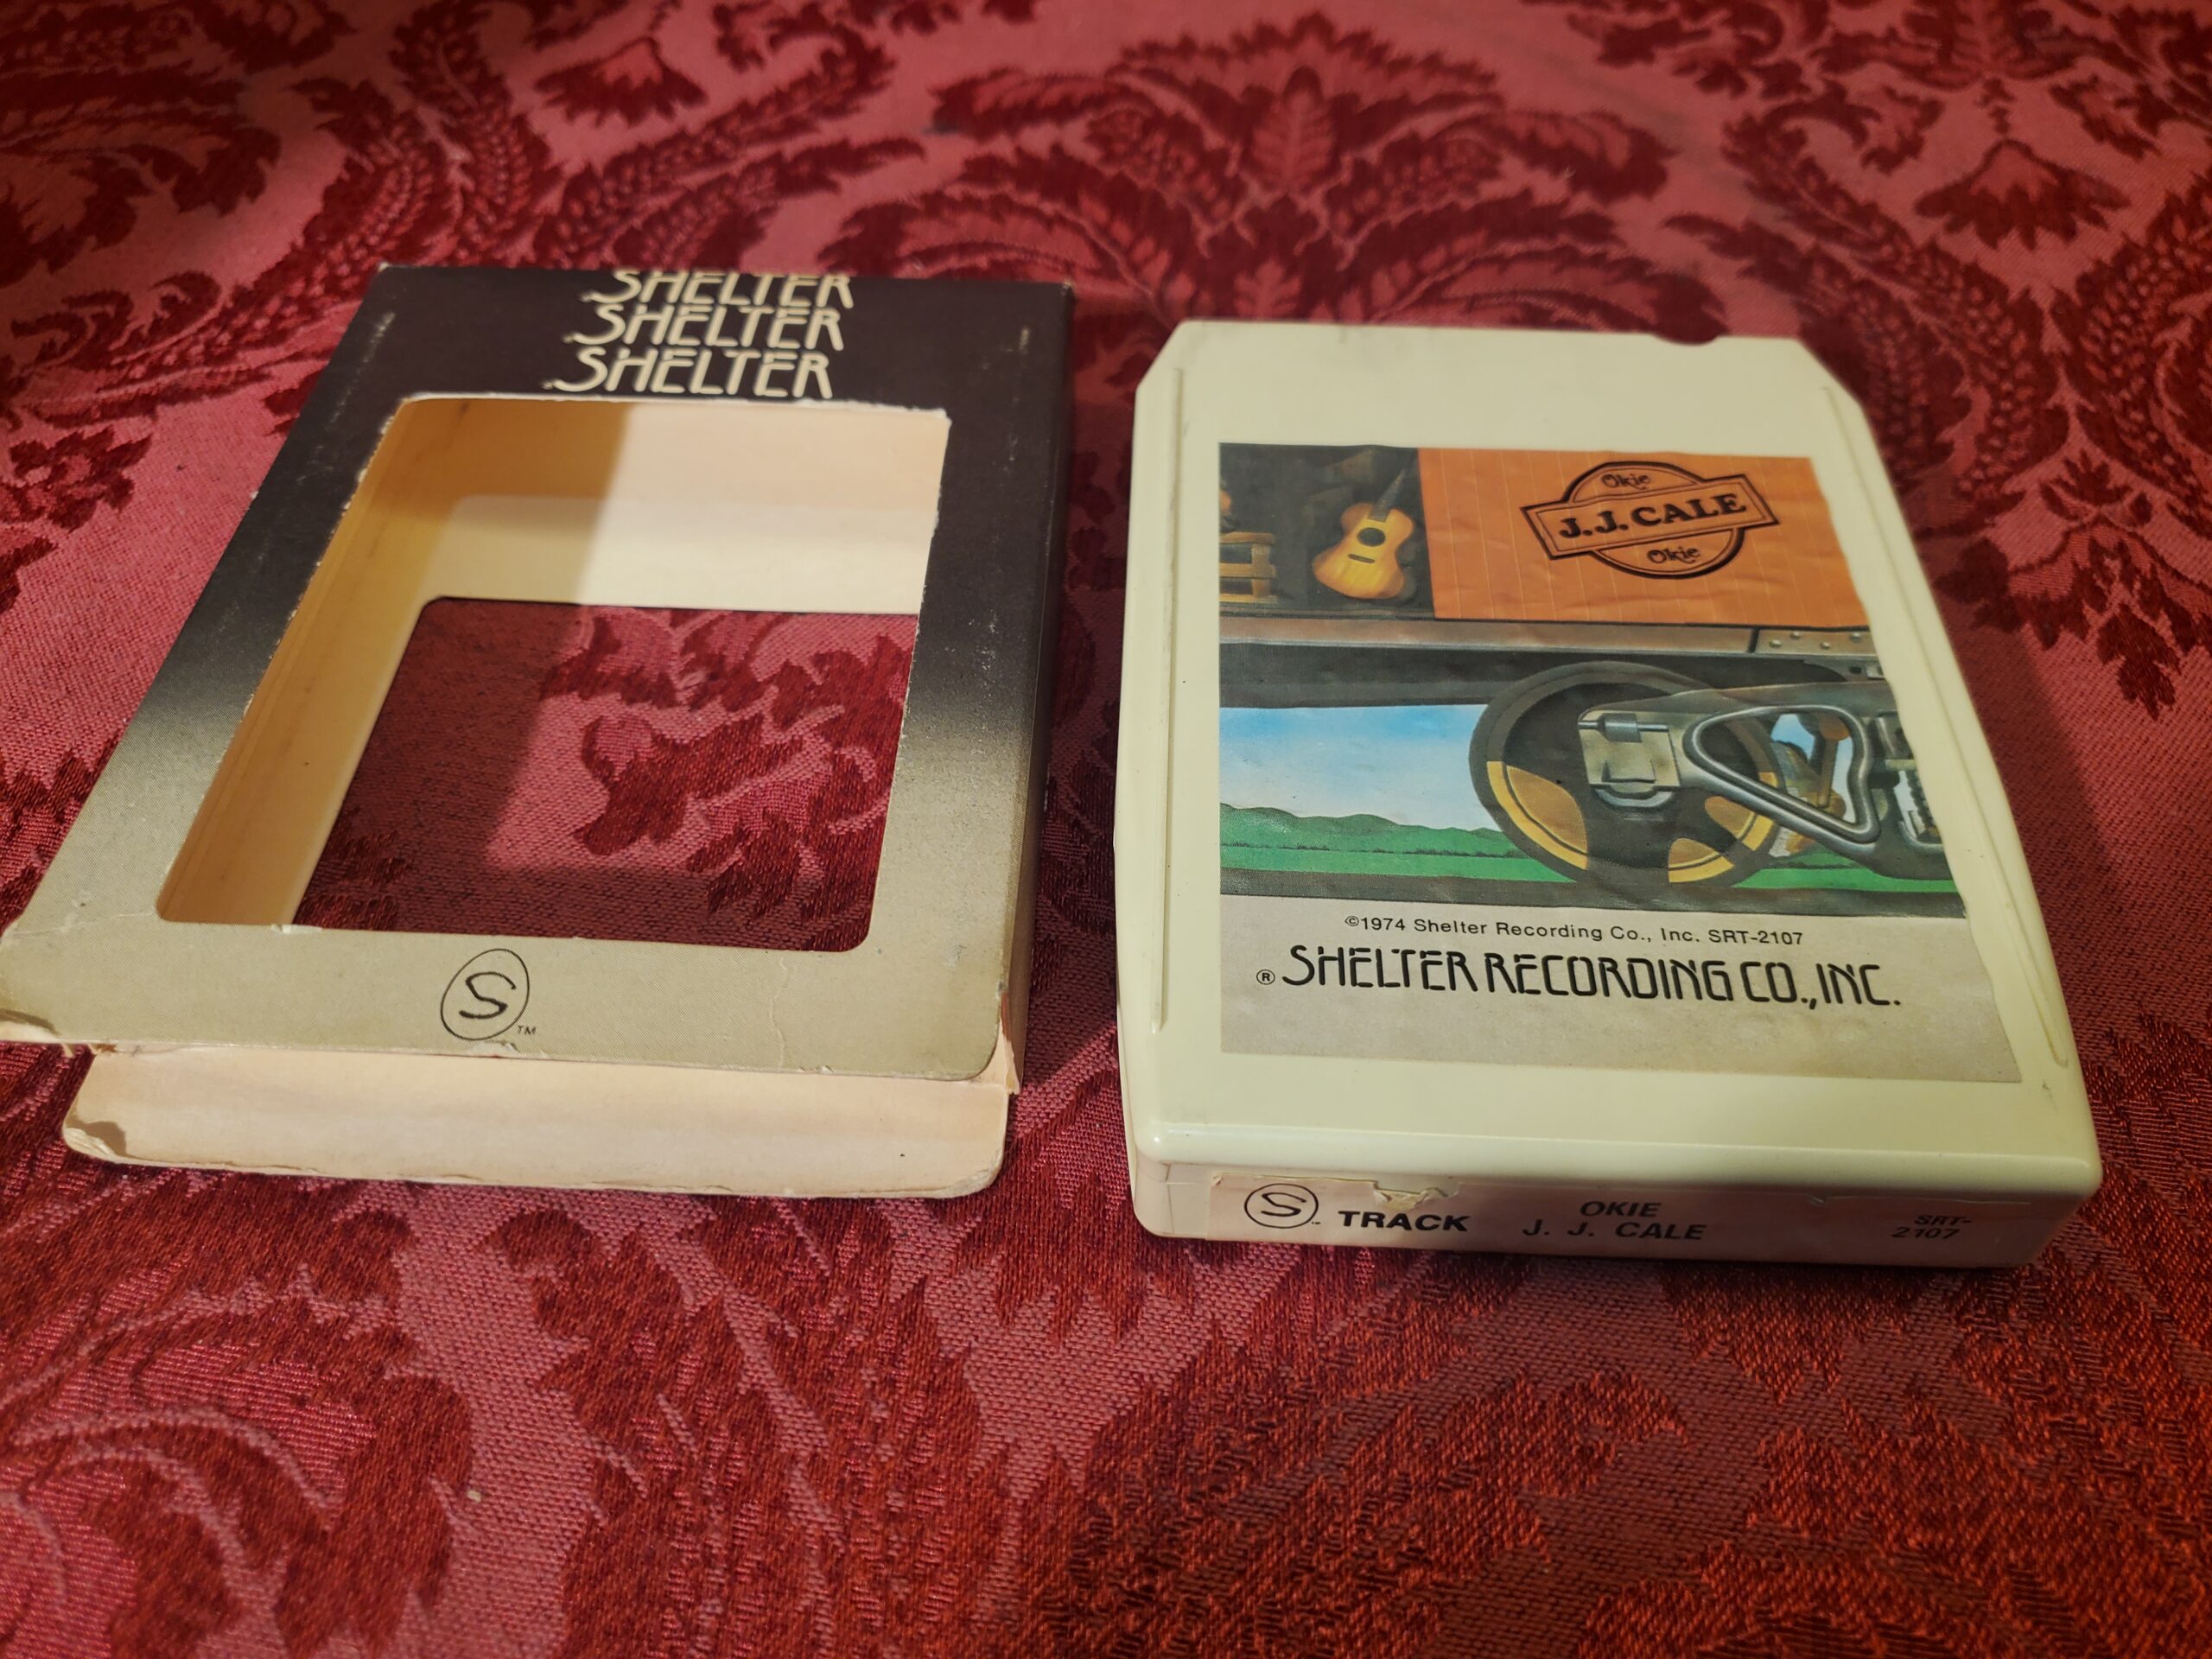 SHELTER
SHELTER
SHELTER
S TM
Okie
J.J. CALE
Okie
©1974 Shelter Recording Co., Inc. SRT-2107
® SHELTER RECORDING CO., INC.
S TM TRACK
OKIE
J. J. CALE
SRT-
2107